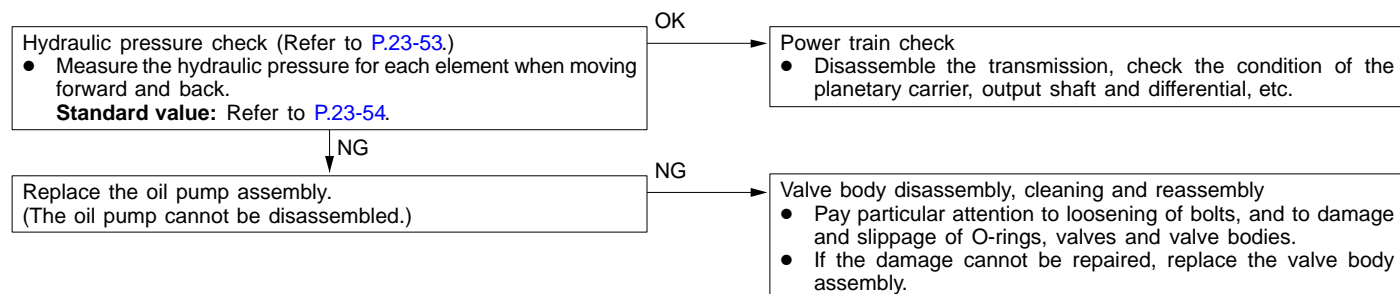 OK
Hydraulic pressure check (Refer to P.23-53.)
● Measure the hydraulic pressure for each element when moving
forward and back.
Standard value: Refer to P.23-54.
Power train check
● Disassemble the transmission, check the condition of the
planetary carrier, output shaft and differential, etc.
NG
Replace the oil pump assembly.
(The oil pump cannot be disassembled.)
NG
Valve body disassembly, cleaning and reassembly
● Pay particular attention to loosening of bolts, and to damage
and slippage of O-rings, valves and valve bodies.
● If the damage cannot be repaired, replace the valve body
assembly.